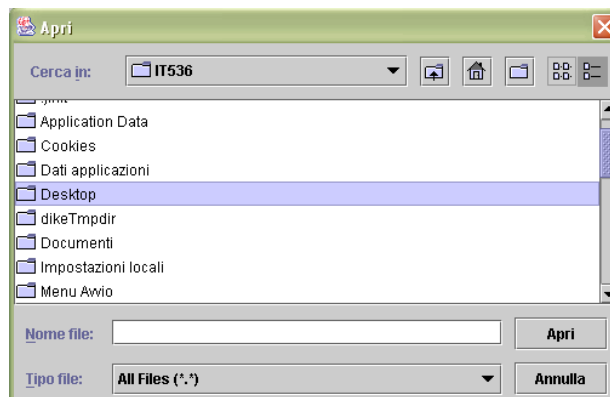 Apri
Cerca in: IT536
.jinit
Application Data
Cookies
Dati applicazioni
Desktop
dikeTmpdir
Documenti
Impostazioni locali
Menu Avvio
Nome file: Apri
Tipo file: All Files (*.*) Annulla